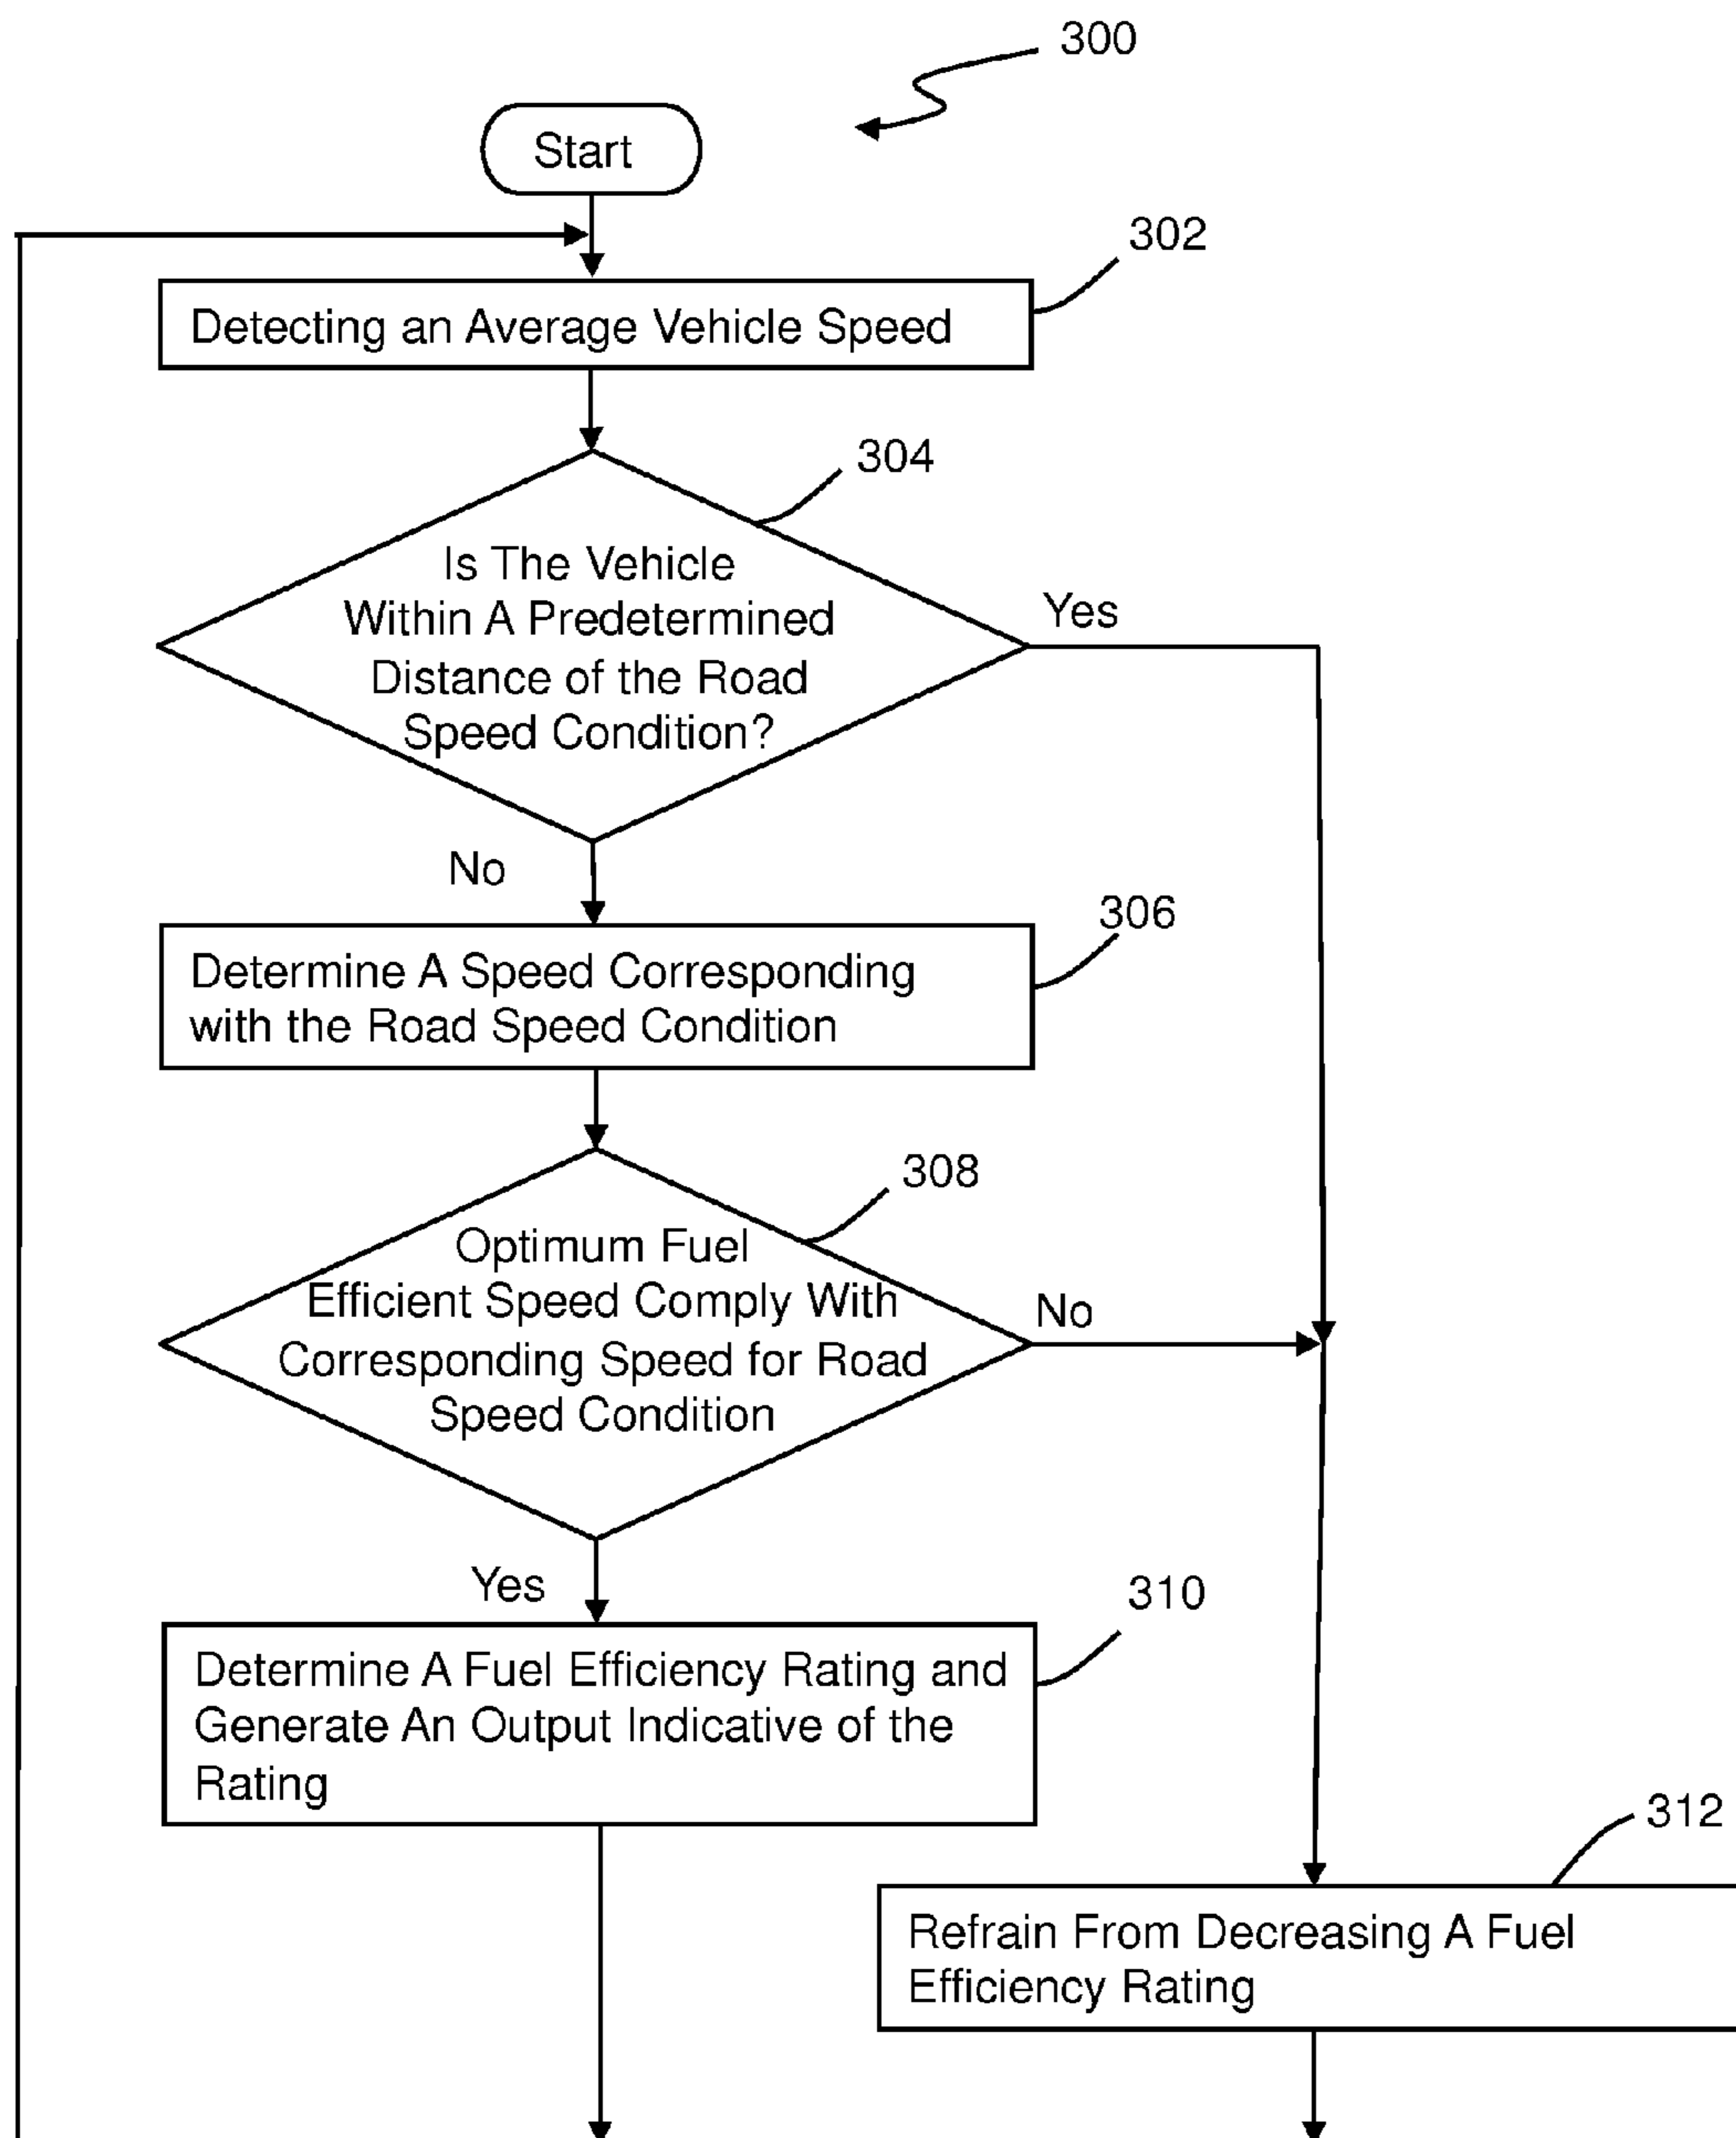 300
Start
302
Detecting an Average Vehicle Speed
304
Is The Vehicle
Within A Predetermined
Distance of the Road
Speed Condition?
Yes
No
306
Determine A Speed Corresponding
with the Road Speed Condition
308
Optimum Fuel
Efficient Speed Comply With
Corresponding Speed for Road
Speed Condition
No
Yes
310
Determine A Fuel Efficiency Rating and
Generate An Output Indicative of the
Rating
312
Refrain From Decreasing A Fuel
Efficiency Rating